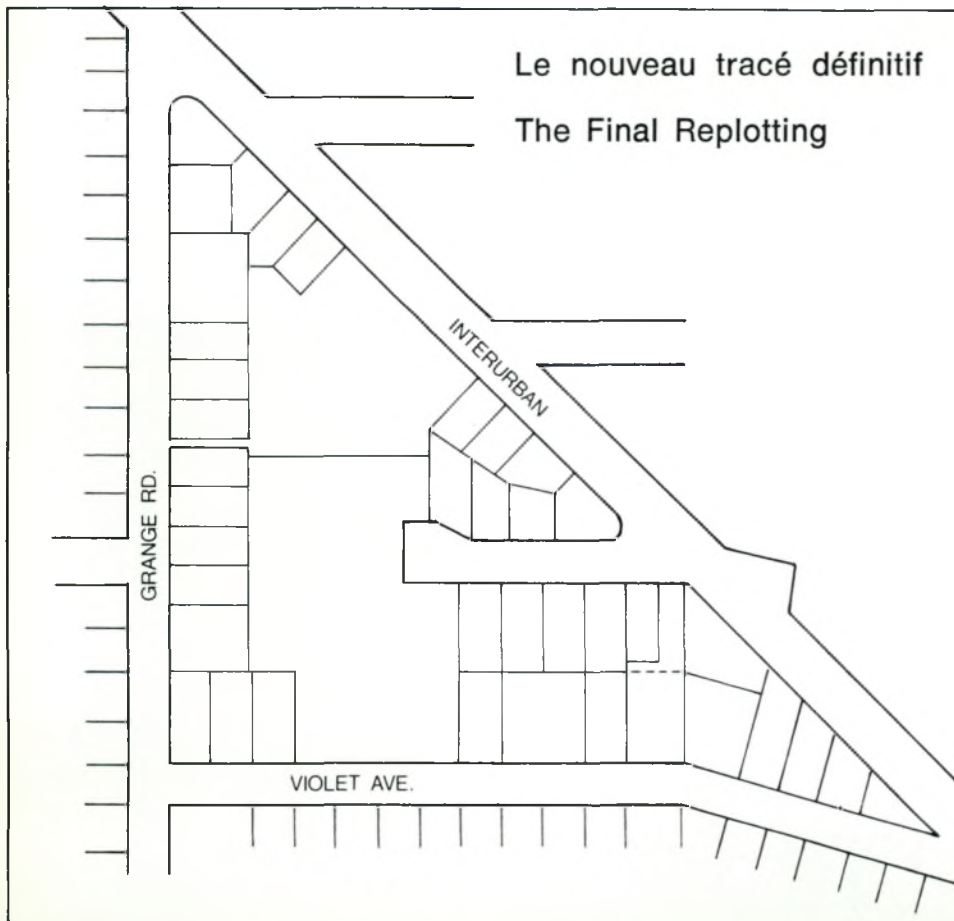 Le nouveau tracé définitif
The Final Replotting
INTERURBAN
GRANGE RD.
VIOLET AVE.